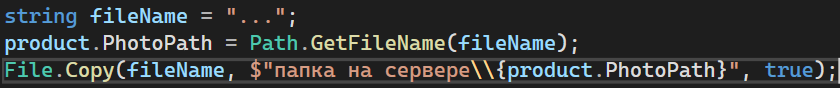 string fileName = "...";
product.PhotoPath = Path.GetFileName(fileName);
File.Copy(fileName, $"папка на сервере\\{product.PhotoPath}", true);